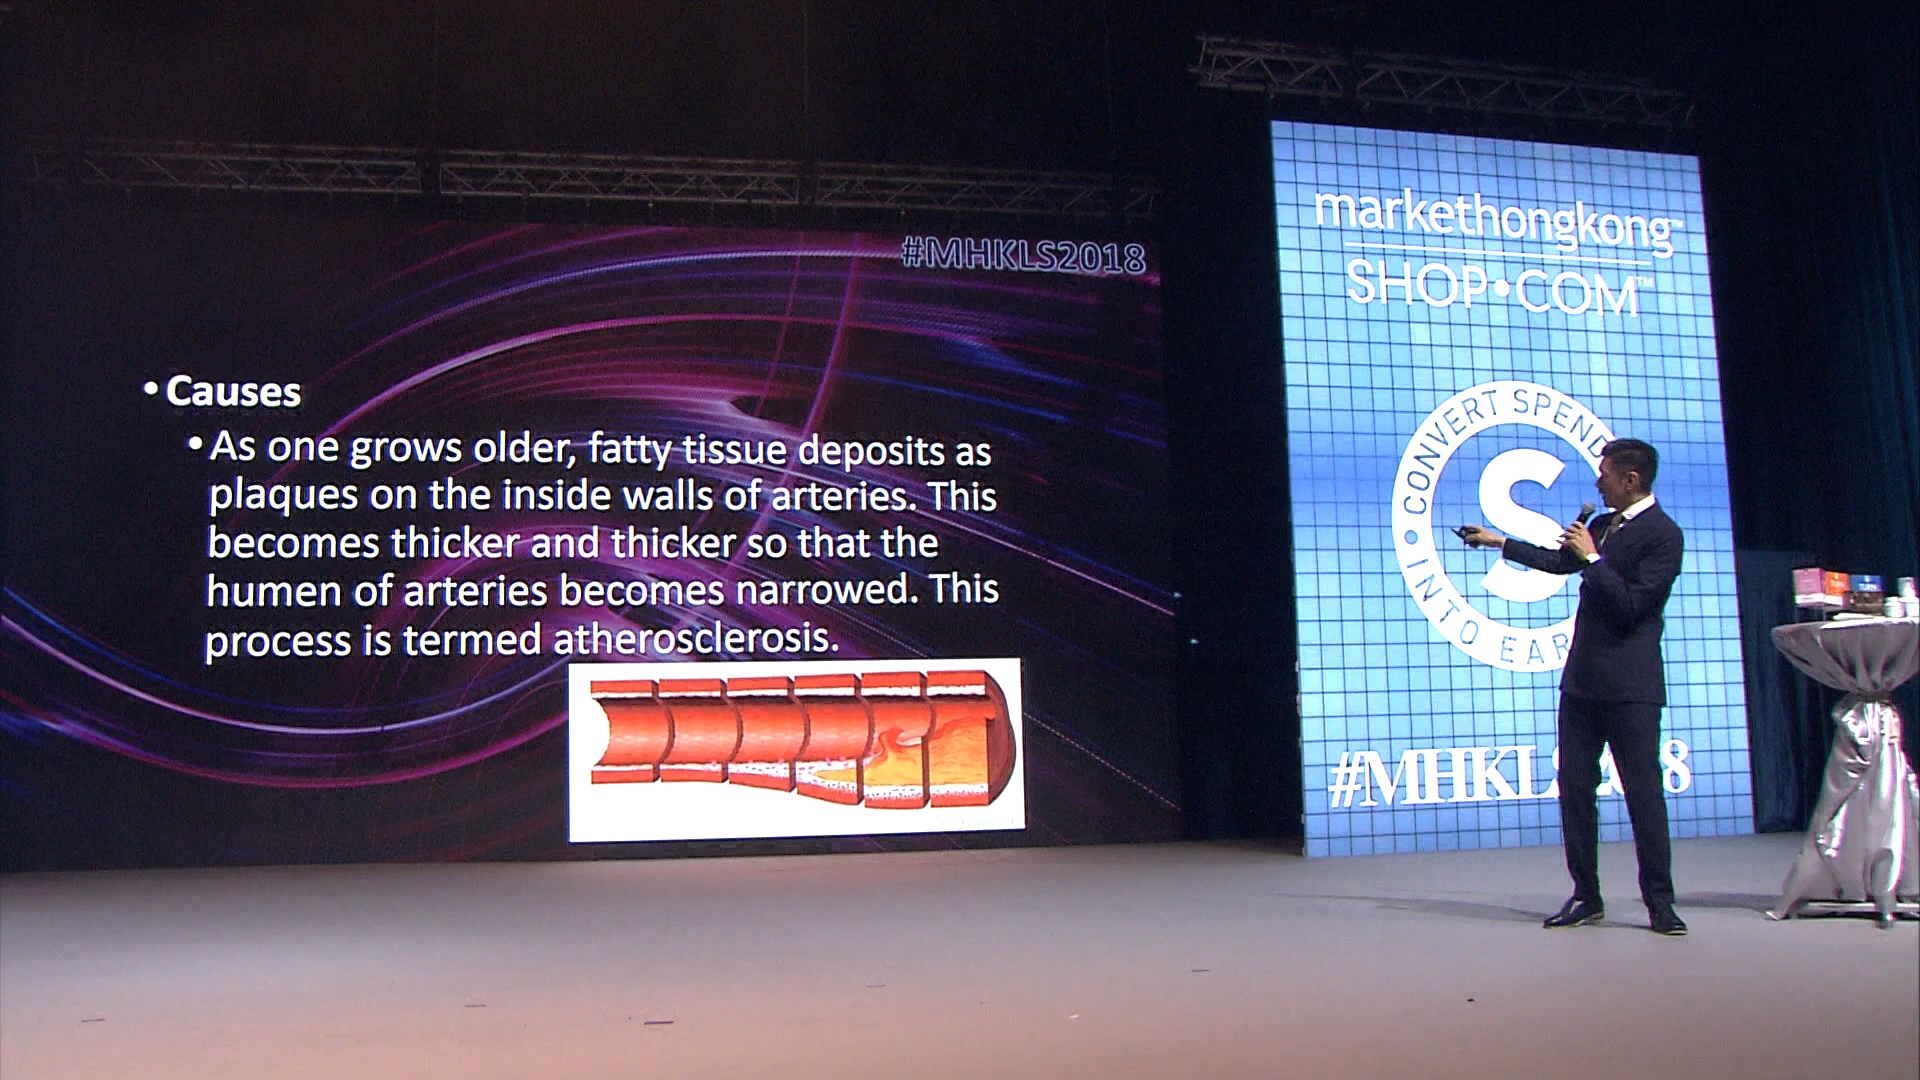 #MHKLS2018
• Causes
• As one grows older, fatty tissue deposits as
plaques on the inside walls of arteries. This
becomes thicker and thicker so that the
humen of arteries becomes narrowed. This
process is termed atherosclerosis.
markethongkong™
SHOP•COM™
CONVERT SPEND
• INTO EAR
S
#MHKLS2018